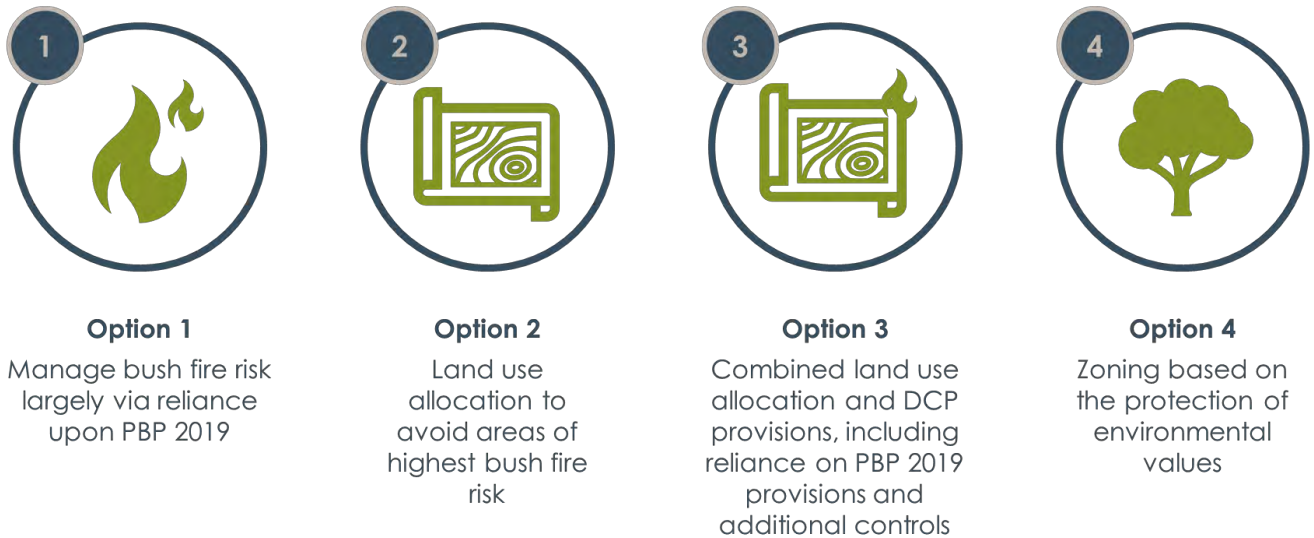 1
2
3
4
Option 1
Manage bush fire risk
largely via reliance
upon PBP 2019
Option 2
Land use
allocation to
avoid areas of
highest bush fire
risk
Option 3
Combined land use
allocation and DCP
provisions, including
reliance on PBP 2019
provisions and
additional controls
Option 4
Zoning based on
the protection of
environmental
values